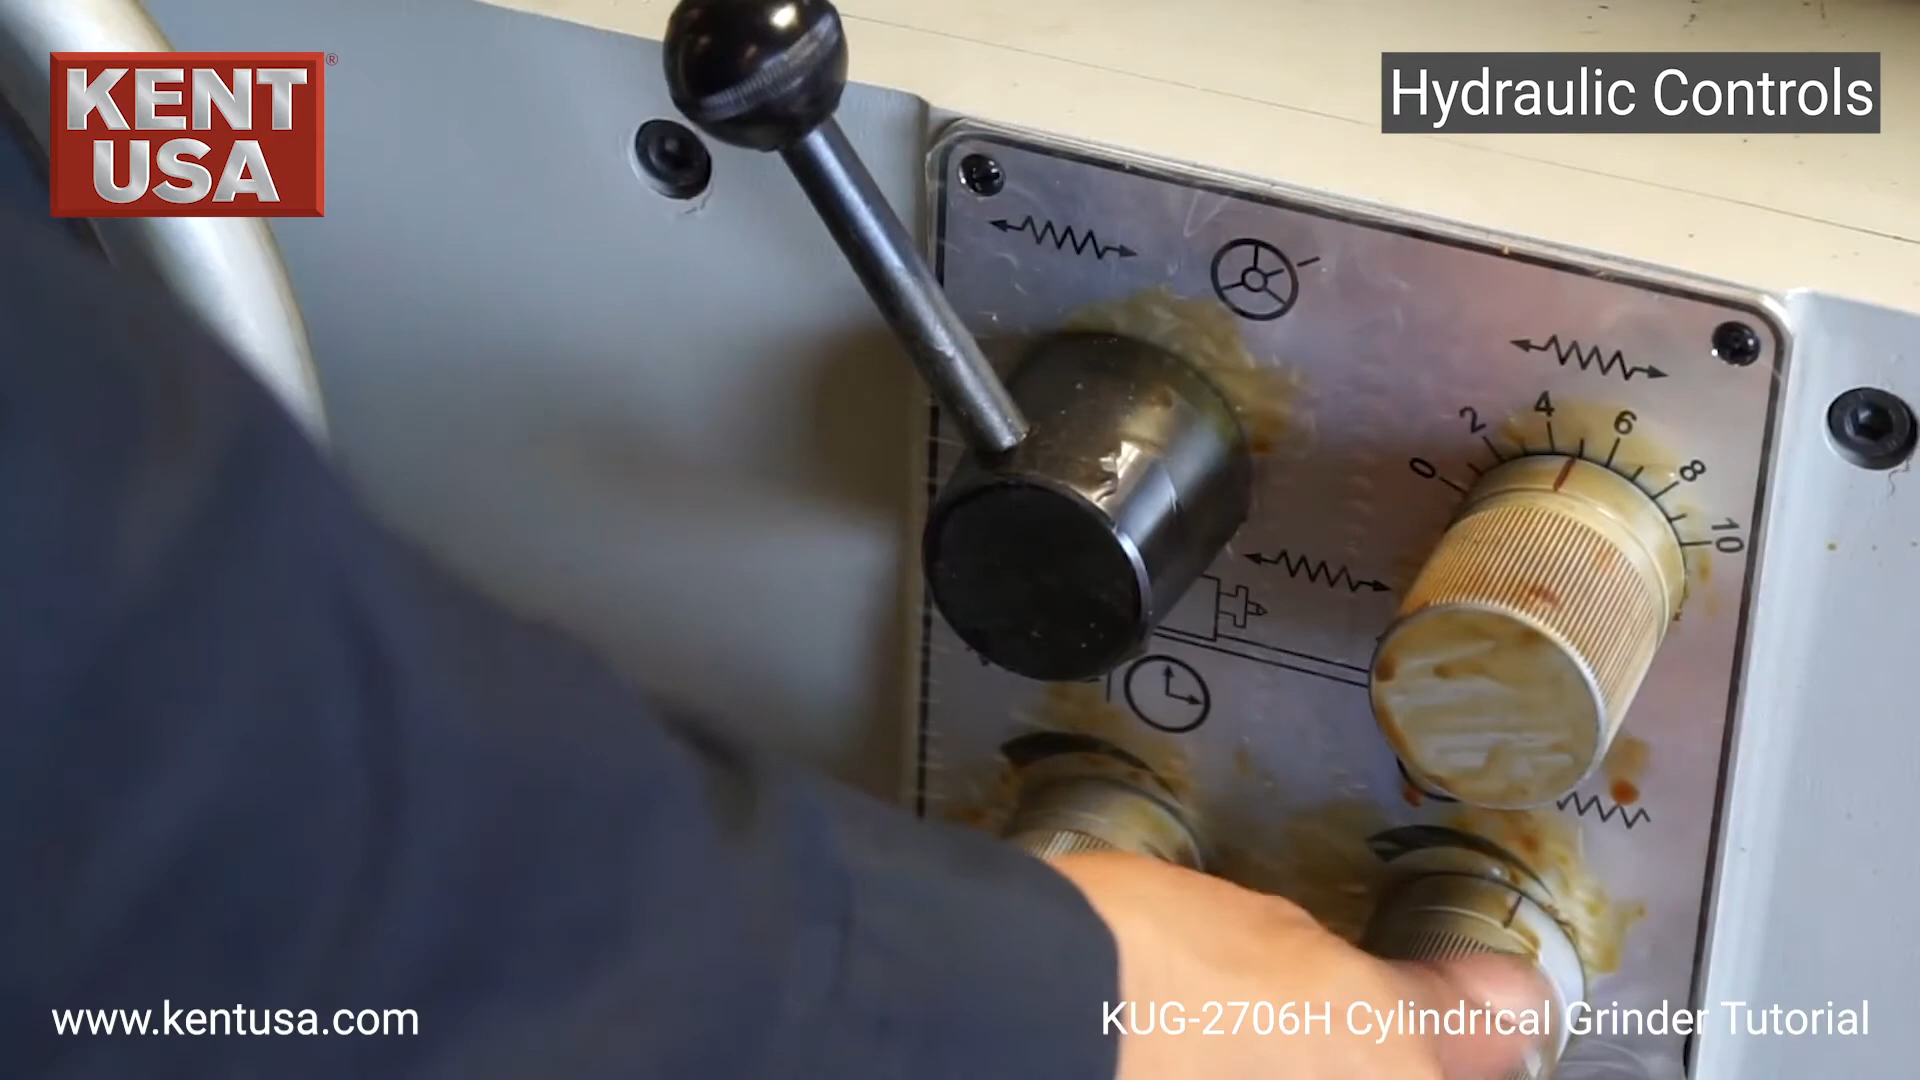 KENT
USA
®
Hydraulic Controls
0 2 4 6 8 10
www.kentusa.com
KUG-2706H Cylindrical Grinder Tutorial